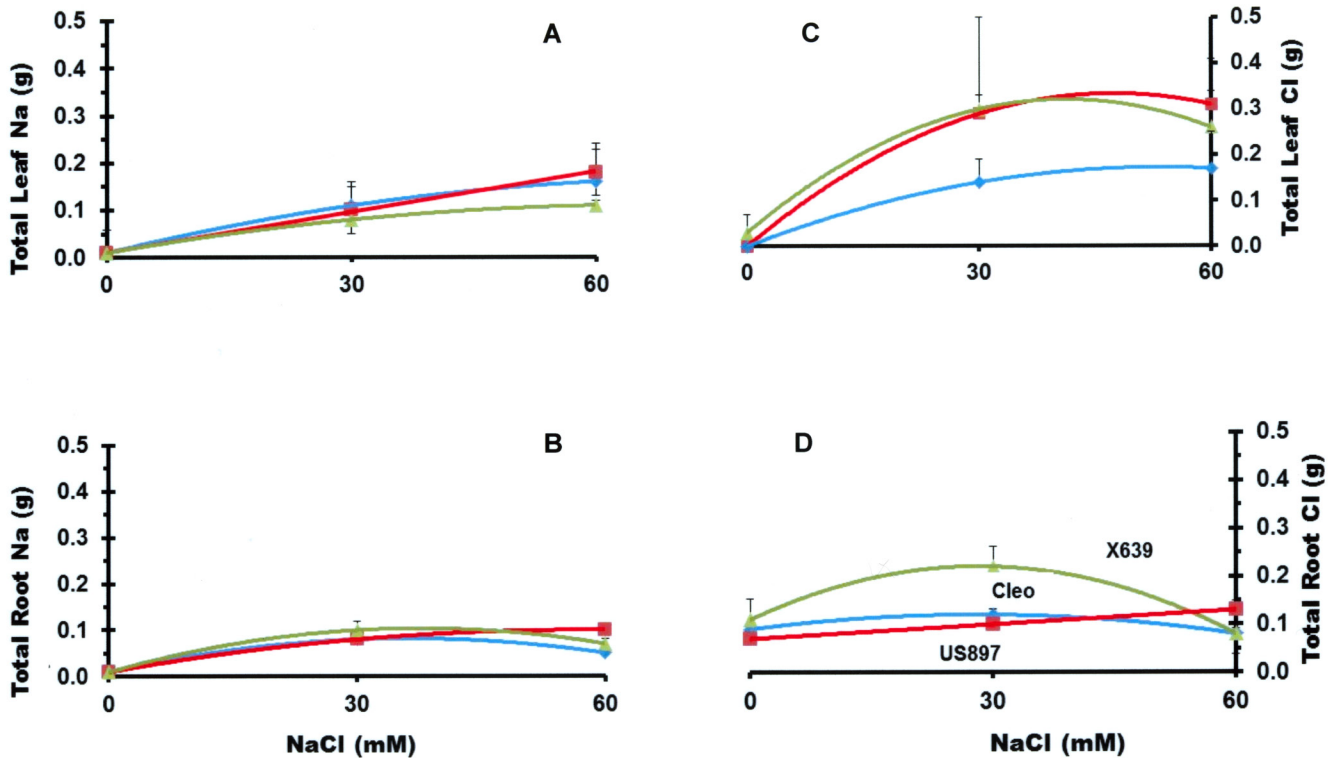 A
Total Leaf Na (g)
0.5
0.4
0.3
0.2
0.1
0.0
0
30
60
C
Total Leaf Cl (g)
0.5
0.4
0.3
0.2
0.1
0.0
0
30
60
B
Total Root Na (g)
0.5
0.4
0.3
0.2
0.1
0.0
0
30
60
NaCl (mM)
D
Total Root Cl (g)
0.5
0.4
0.3
0.2
0.1
0.0
X639
Cleo
US897
0
30
60
NaCl (mM)